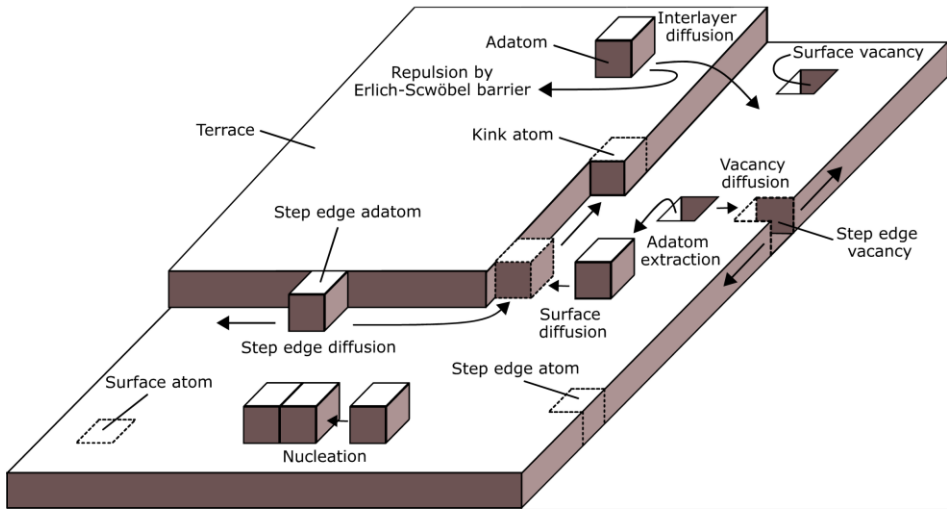 Interlayer
diffusion
Adatom
Surface vacancy
Repulsion by
Erlich-Scwöbel barrier
Terrace
Kink atom
Vacancy
diffusion
Step edge adatom
Adatom
extraction
Step edge
vacancy
Surface
diffusion
Step edge diffusion
Step edge atom
Surface atom
Nucleation